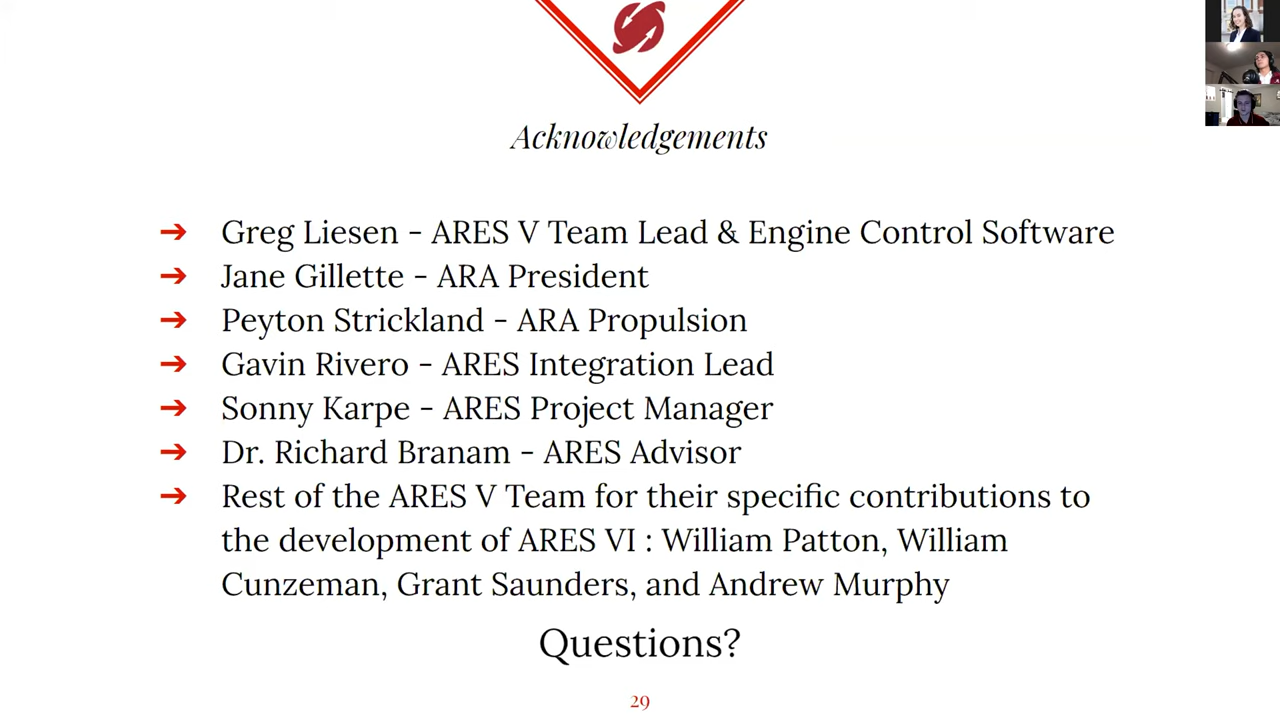 Acknowledgements
➔ Greg Liesen - ARES V Team Lead & Engine Control Software
➔ Jane Gillette - ARA President
➔ Peyton Strickland - ARA Propulsion
➔ Gavin Rivero - ARES Integration Lead
➔ Sonny Karpe - ARES Project Manager
➔ Dr. Richard Branam - ARES Advisor
➔ Rest of the ARES V Team for their specific contributions to
the development of ARES VI : William Patton, William
Cunzeman, Grant Saunders, and Andrew Murphy
Questions?
29